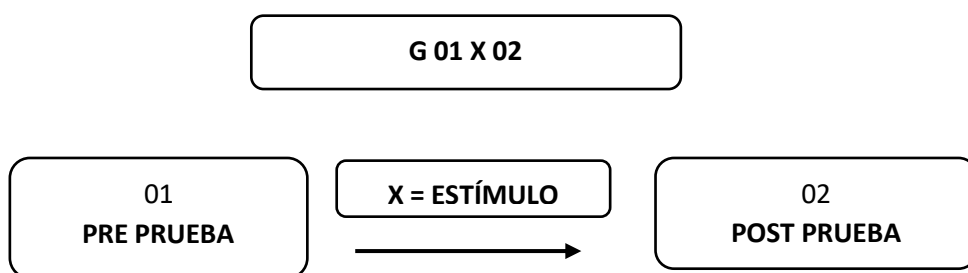 G 01 X 02
01
PRE PRUEBA
X = ESTÍMULO
02
POST PRUEBA